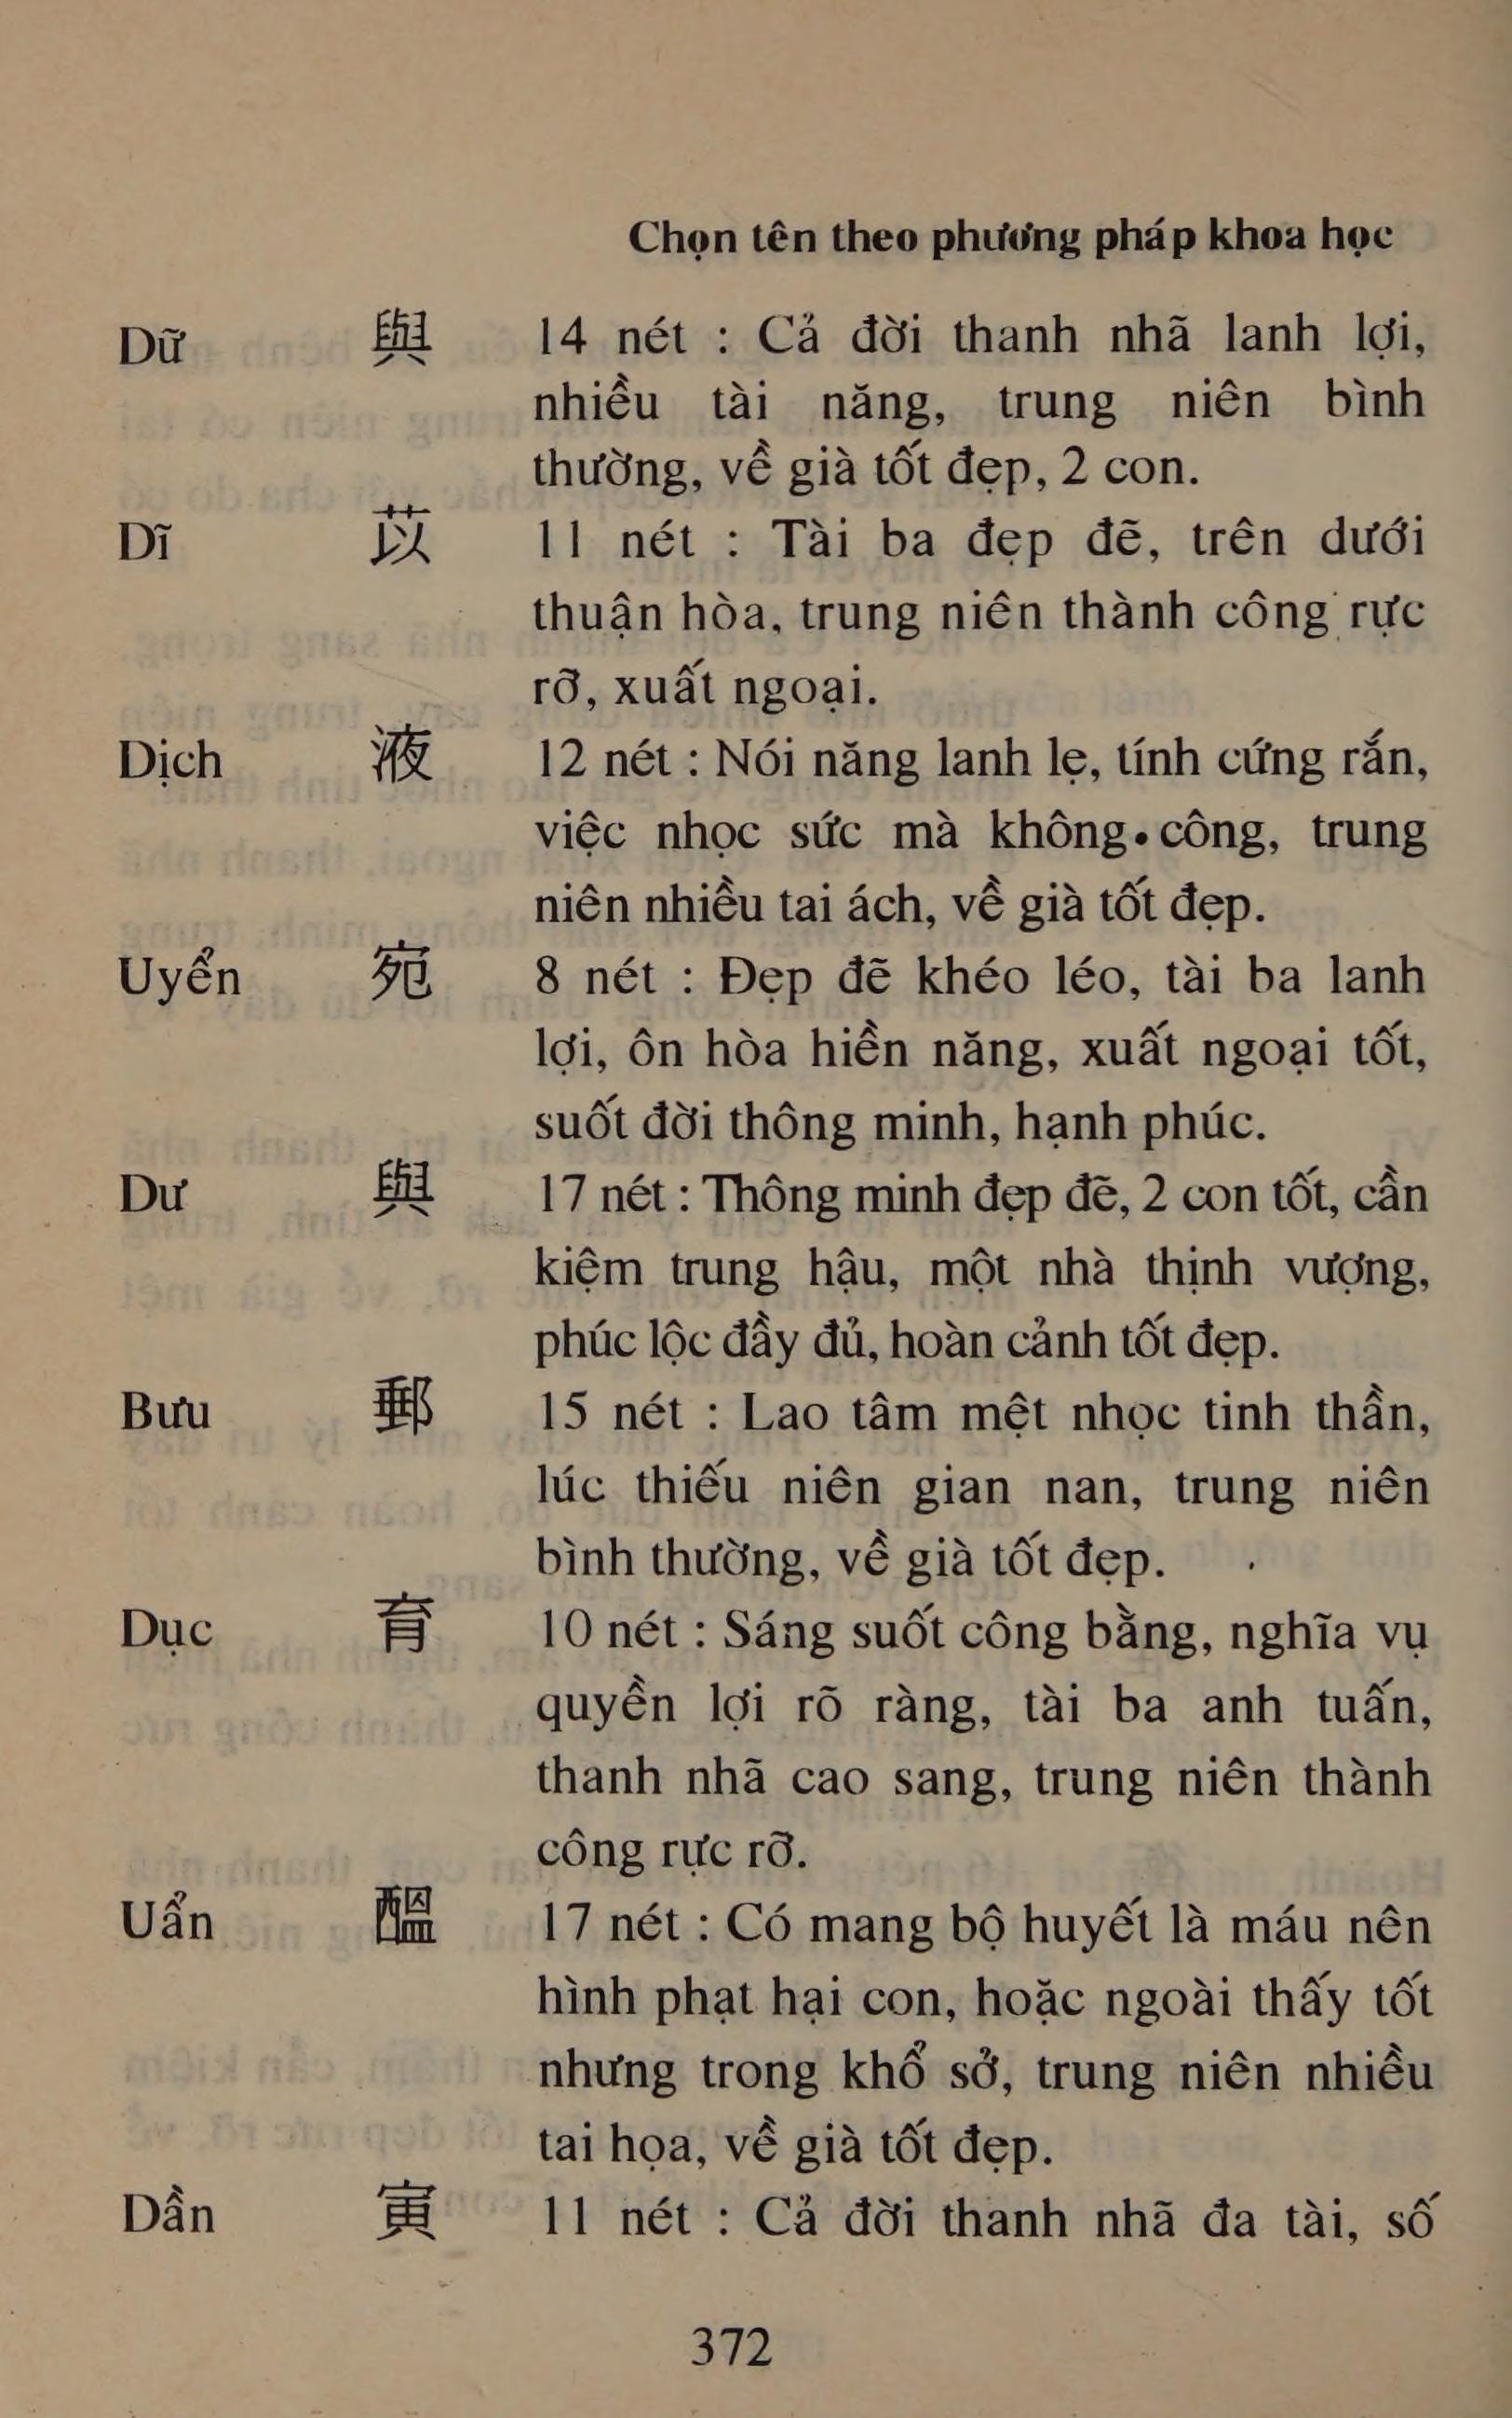 Chọn tên theo phương pháp khoa học
Dữ 與 14 nét : Cả đời thanh nhã lanh lợi,
nhiều tài năng, trung niên bình
thường, về già tốt đẹp, 2 con.
Dĩ 苡 11 nét : Tài ba đẹp đẽ, trên dưới
thuận hòa, trung niên thành công rực
rỡ, xuất ngoại.
Dịch 液 12 nét : Nói năng lanh lẹ, tính cứng rắn,
việc nhọc sức mà không công, trung
niên nhiều tai ách, về già tốt đẹp.
Uyển 宛 8 nét : Đẹp đẽ khéo léo, tài ba lanh
lợi, ôn hòa hiền năng, xuất ngoại tốt,
suốt đời thông minh, hạnh phúc.
Dư 與 17 nét : Thông minh đẹp đẽ, 2 con tốt, cần
kiệm trung hậu, một nhà thịnh vượng,
phúc lộc đầy đủ, hoàn cảnh tốt đẹp.
Bưu 郵 15 nét : Lao tâm mệt nhọc tinh thần,
lúc thiếu niên gian nan, trung niên
bình thường, về già tốt đẹp.
Dục 育 10 nét : Sáng suốt công bằng, nghĩa vụ
quyền lợi rõ ràng, tài ba anh tuấn,
thanh nhã cao sang, trung niên thành
công rực rỡ.
Uẩn 醞 17 nét : Có mang bộ huyết là máu nên
hình phạt hại con, hoặc ngoài thấy tốt
nhưng trong khổ sở, trung niên nhiều
tai họa, về già tốt đẹp.
Dần 寅 11 nét : Cả đời thanh nhã đa tài, số
372